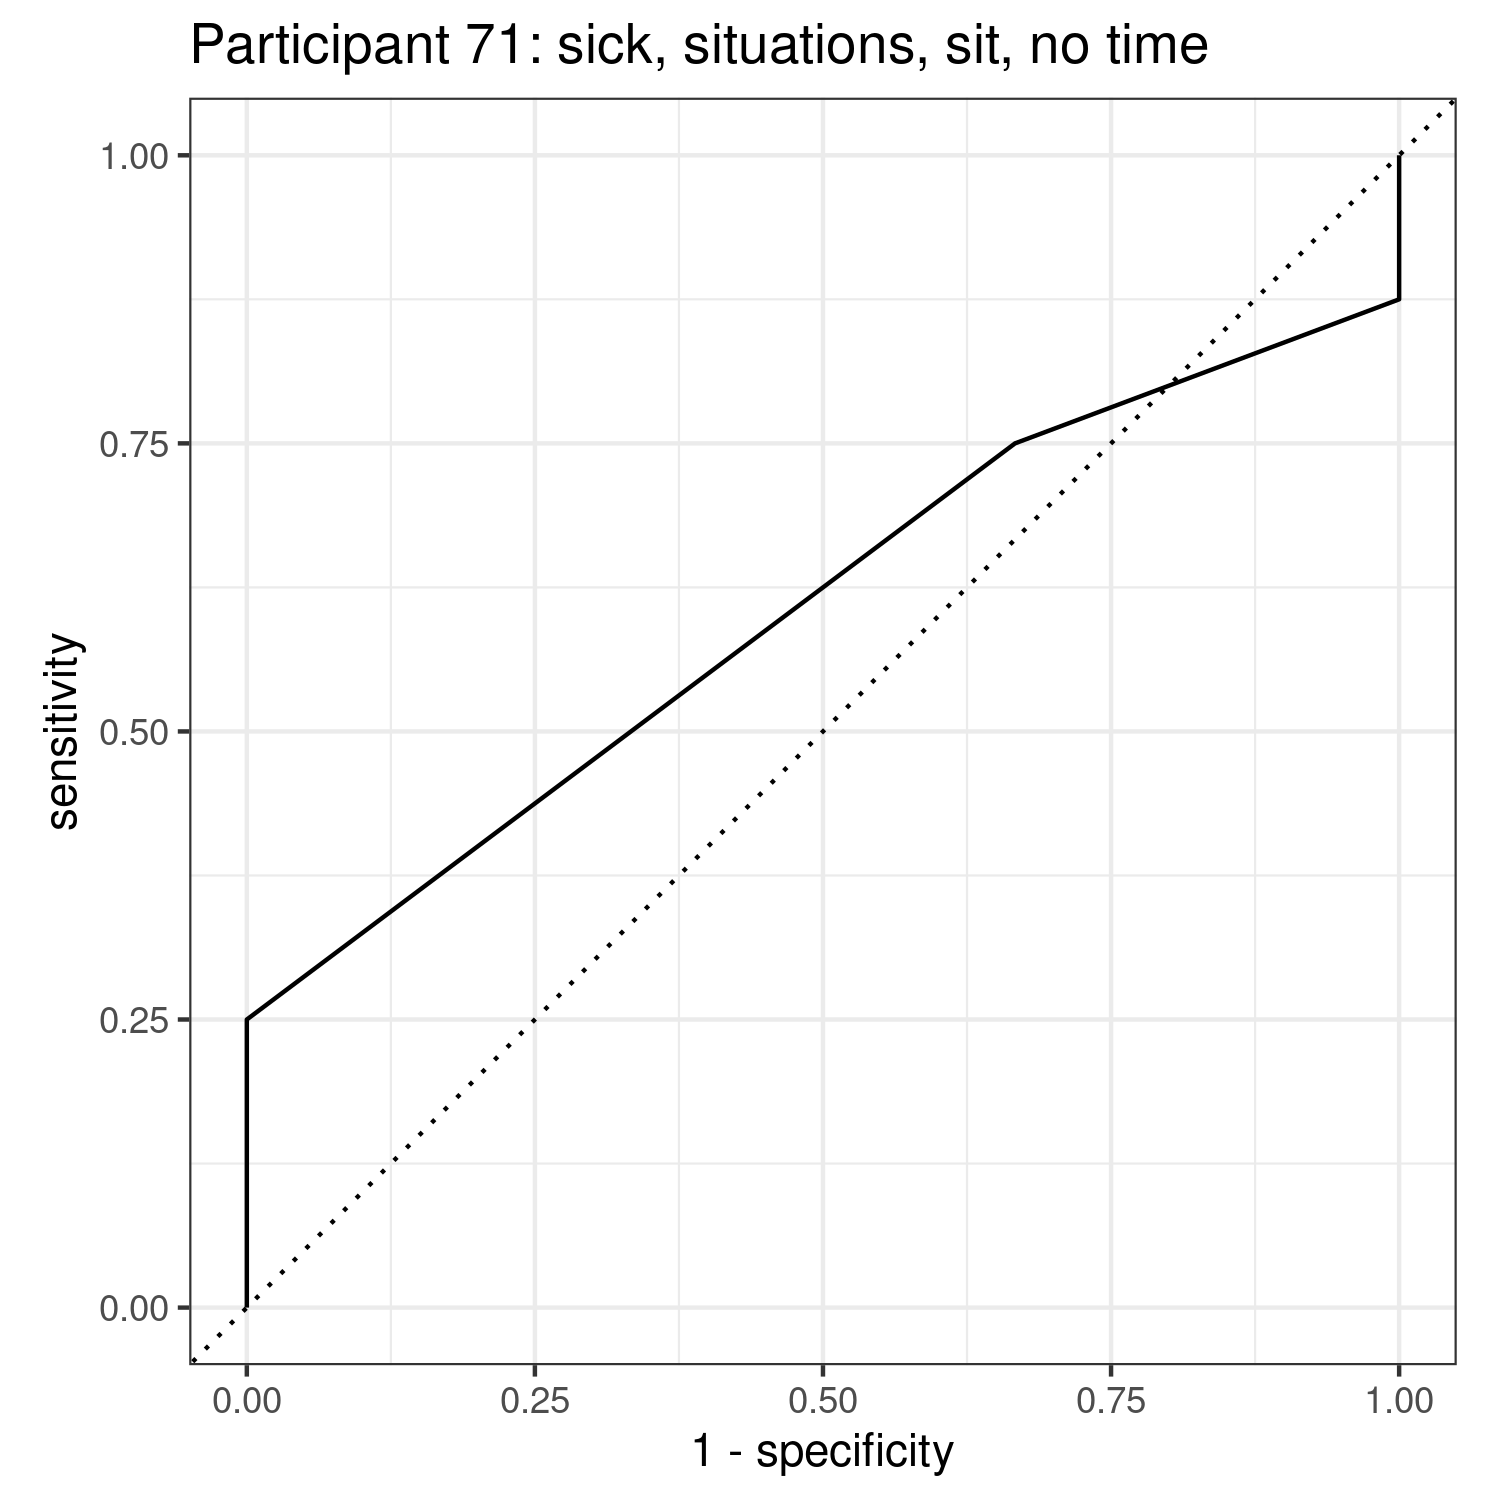 Participant 71: sick, situations, sit, no time
1.00
0.75
0.50
0.25
0.00
sensitivity
0.00 0.25 0.50 0.75 1.00
1 - specificity